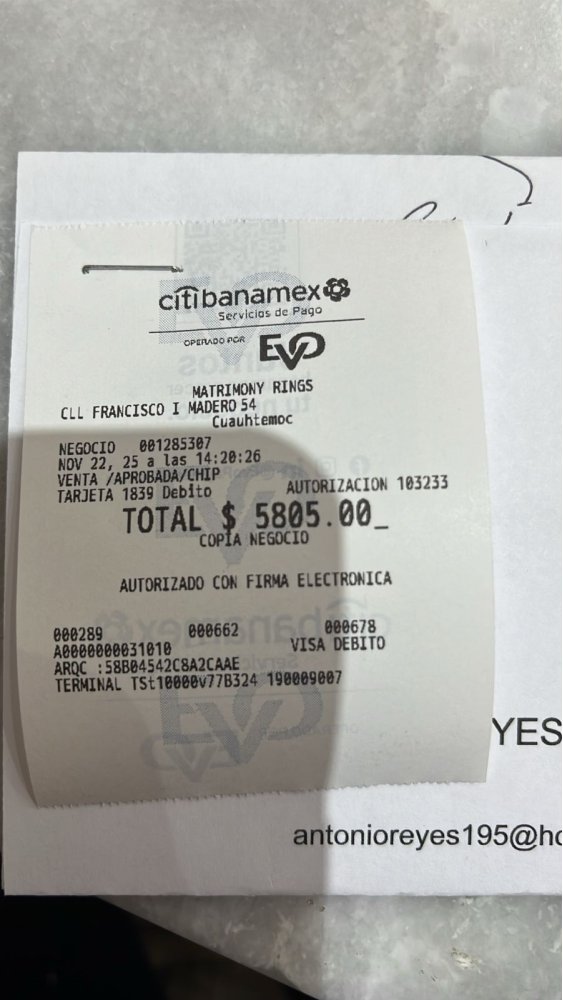 citibanamex
Servicios de Pago
OPERADO POR EVO
MATRIMONY RINGS
CLL FRANCISCO I MADERO 54
Cuauhtemoc
NEGOCIO 001285307
NOV 22, 25 a las 14:20:26
VENTA /APROBADA/CHIP
TARJETA 1839 Debito AUTORIZACION 103233
TOTAL $ 5805.00_
COPIA NEGOCIO
AUTORIZADO CON FIRMA ELECTRONICA
000289 000662 000678
A0000000031010 VISA DEBITO
ARQC :58B04542C8A2CAAE
TERMINAL TSt10000v77B324 190009007
YES
antonioreyes195@ho